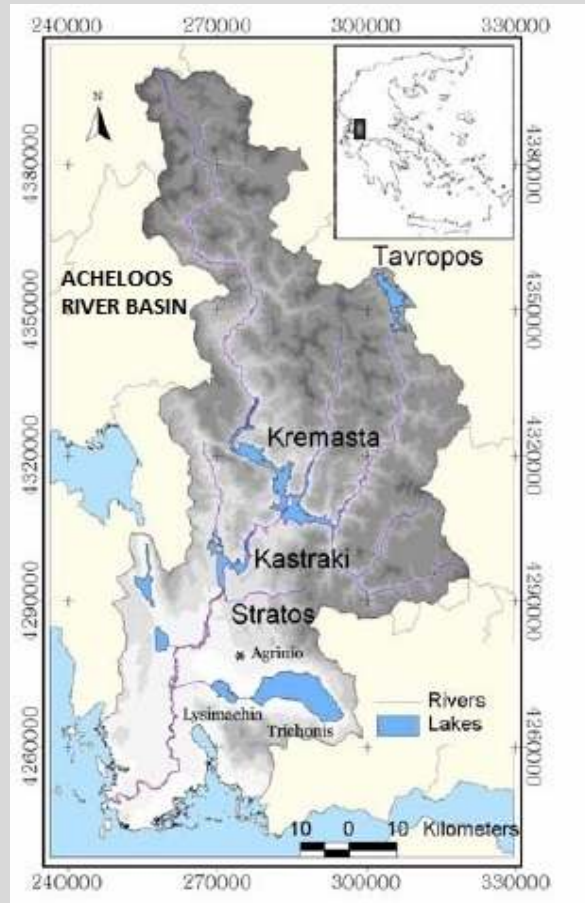 240000 270000 300000 330000
N
4380000 4380000
Tavropos
ACHELOOS
RIVER BASIN
4350000 4350000
Kremasta
4320000 4320000
Kastraki
4290000 4290000
Stratos
Agrinio
Rivers
Lakes
Lysimachia
Trichonis
4260000 4260000
10 0 10 Kilometers
240000 270000 300000 330000